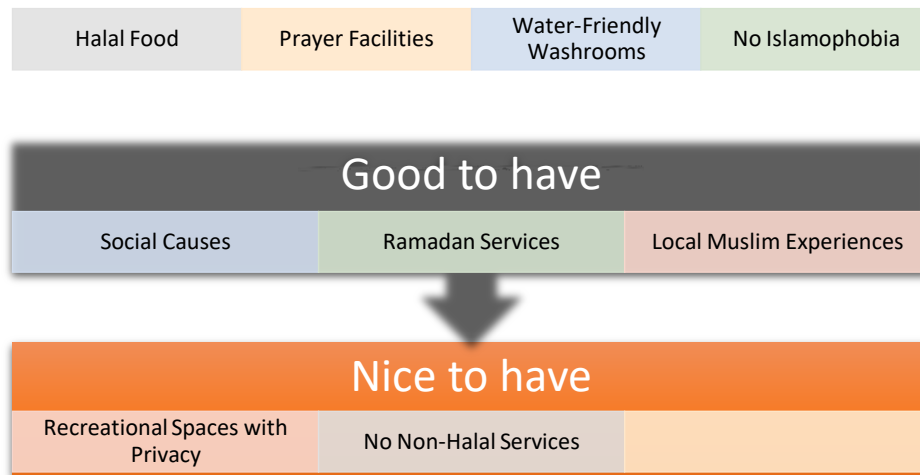 Halal Food
Prayer Facilities
Water-Friendly
Washrooms
No Islamophobia
Good to have
Social Causes
Ramadan Services
Local Muslim Experiences
Nice to have
Recreational Spaces with
Privacy
No Non-Halal Services